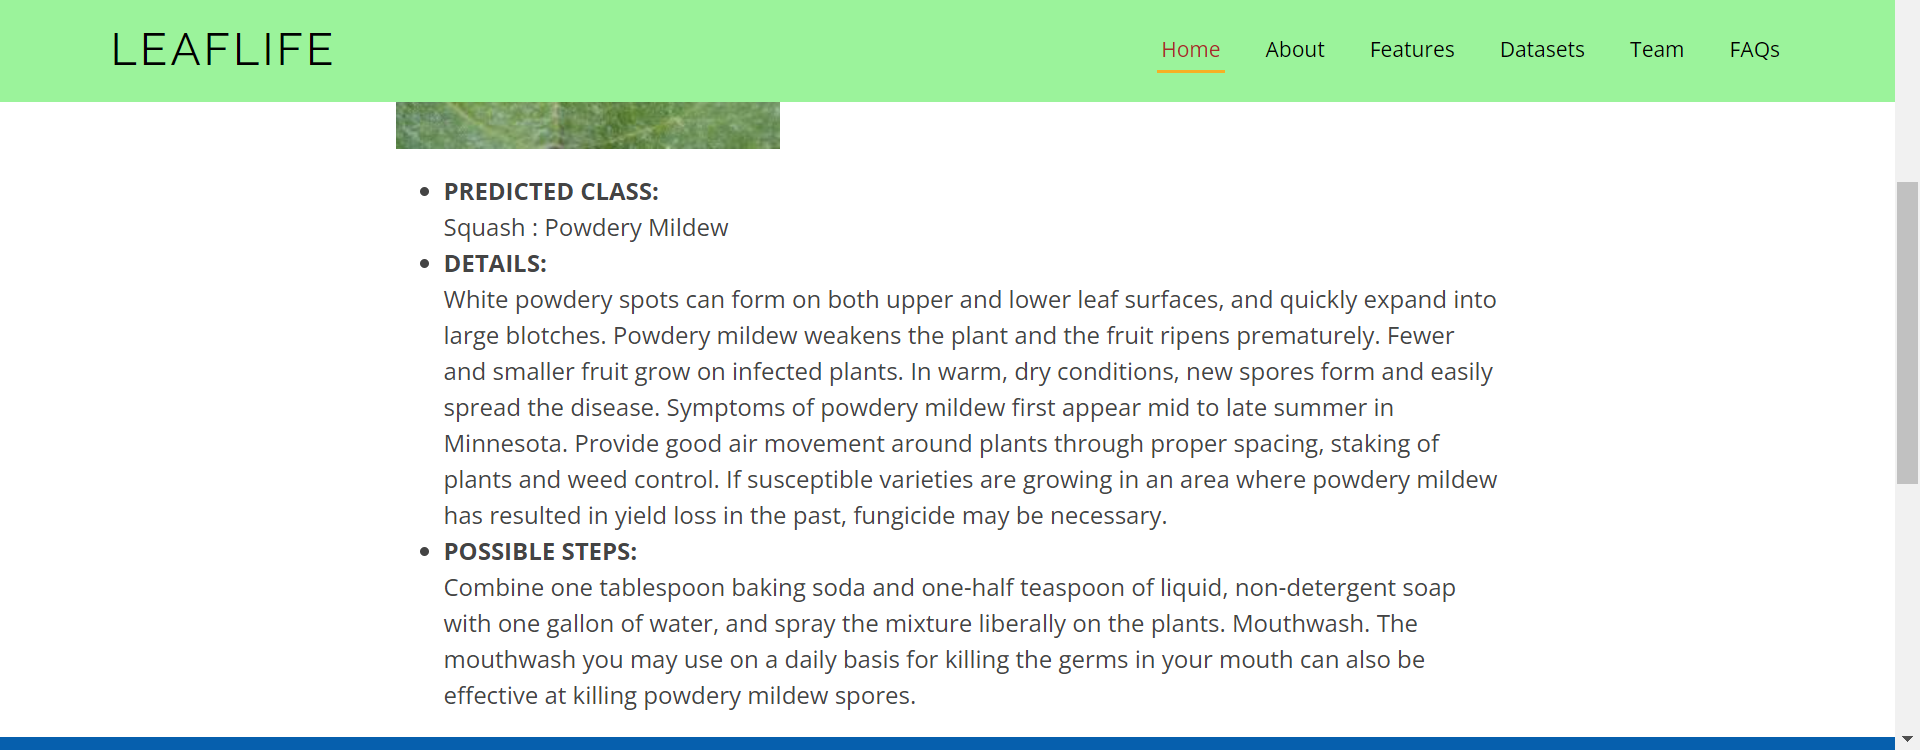 LEAFLIFE
Home About Features Datasets Team FAQs
PREDICTED CLASS:
Squash : Powdery Mildew
DETAILS:
White powdery spots can form on both upper and lower leaf surfaces, and quickly expand into
large blotches. Powdery mildew weakens the plant and the fruit ripens prematurely. Fewer
and smaller fruit grow on infected plants. In warm, dry conditions, new spores form and easily
spread the disease. Symptoms of powdery mildew first appear mid to late summer in
Minnesota. Provide good air movement around plants through proper spacing, staking of
plants and weed control. If susceptible varieties are growing in an area where powdery mildew
has resulted in yield loss in the past, fungicide may be necessary.
POSSIBLE STEPS:
Combine one tablespoon baking soda and one-half teaspoon of liquid, non-detergent soap
with one gallon of water, and spray the mixture liberally on the plants. Mouthwash. The
mouthwash you may use on a daily basis for killing the germs in your mouth can also be
effective at killing powdery mildew spores.